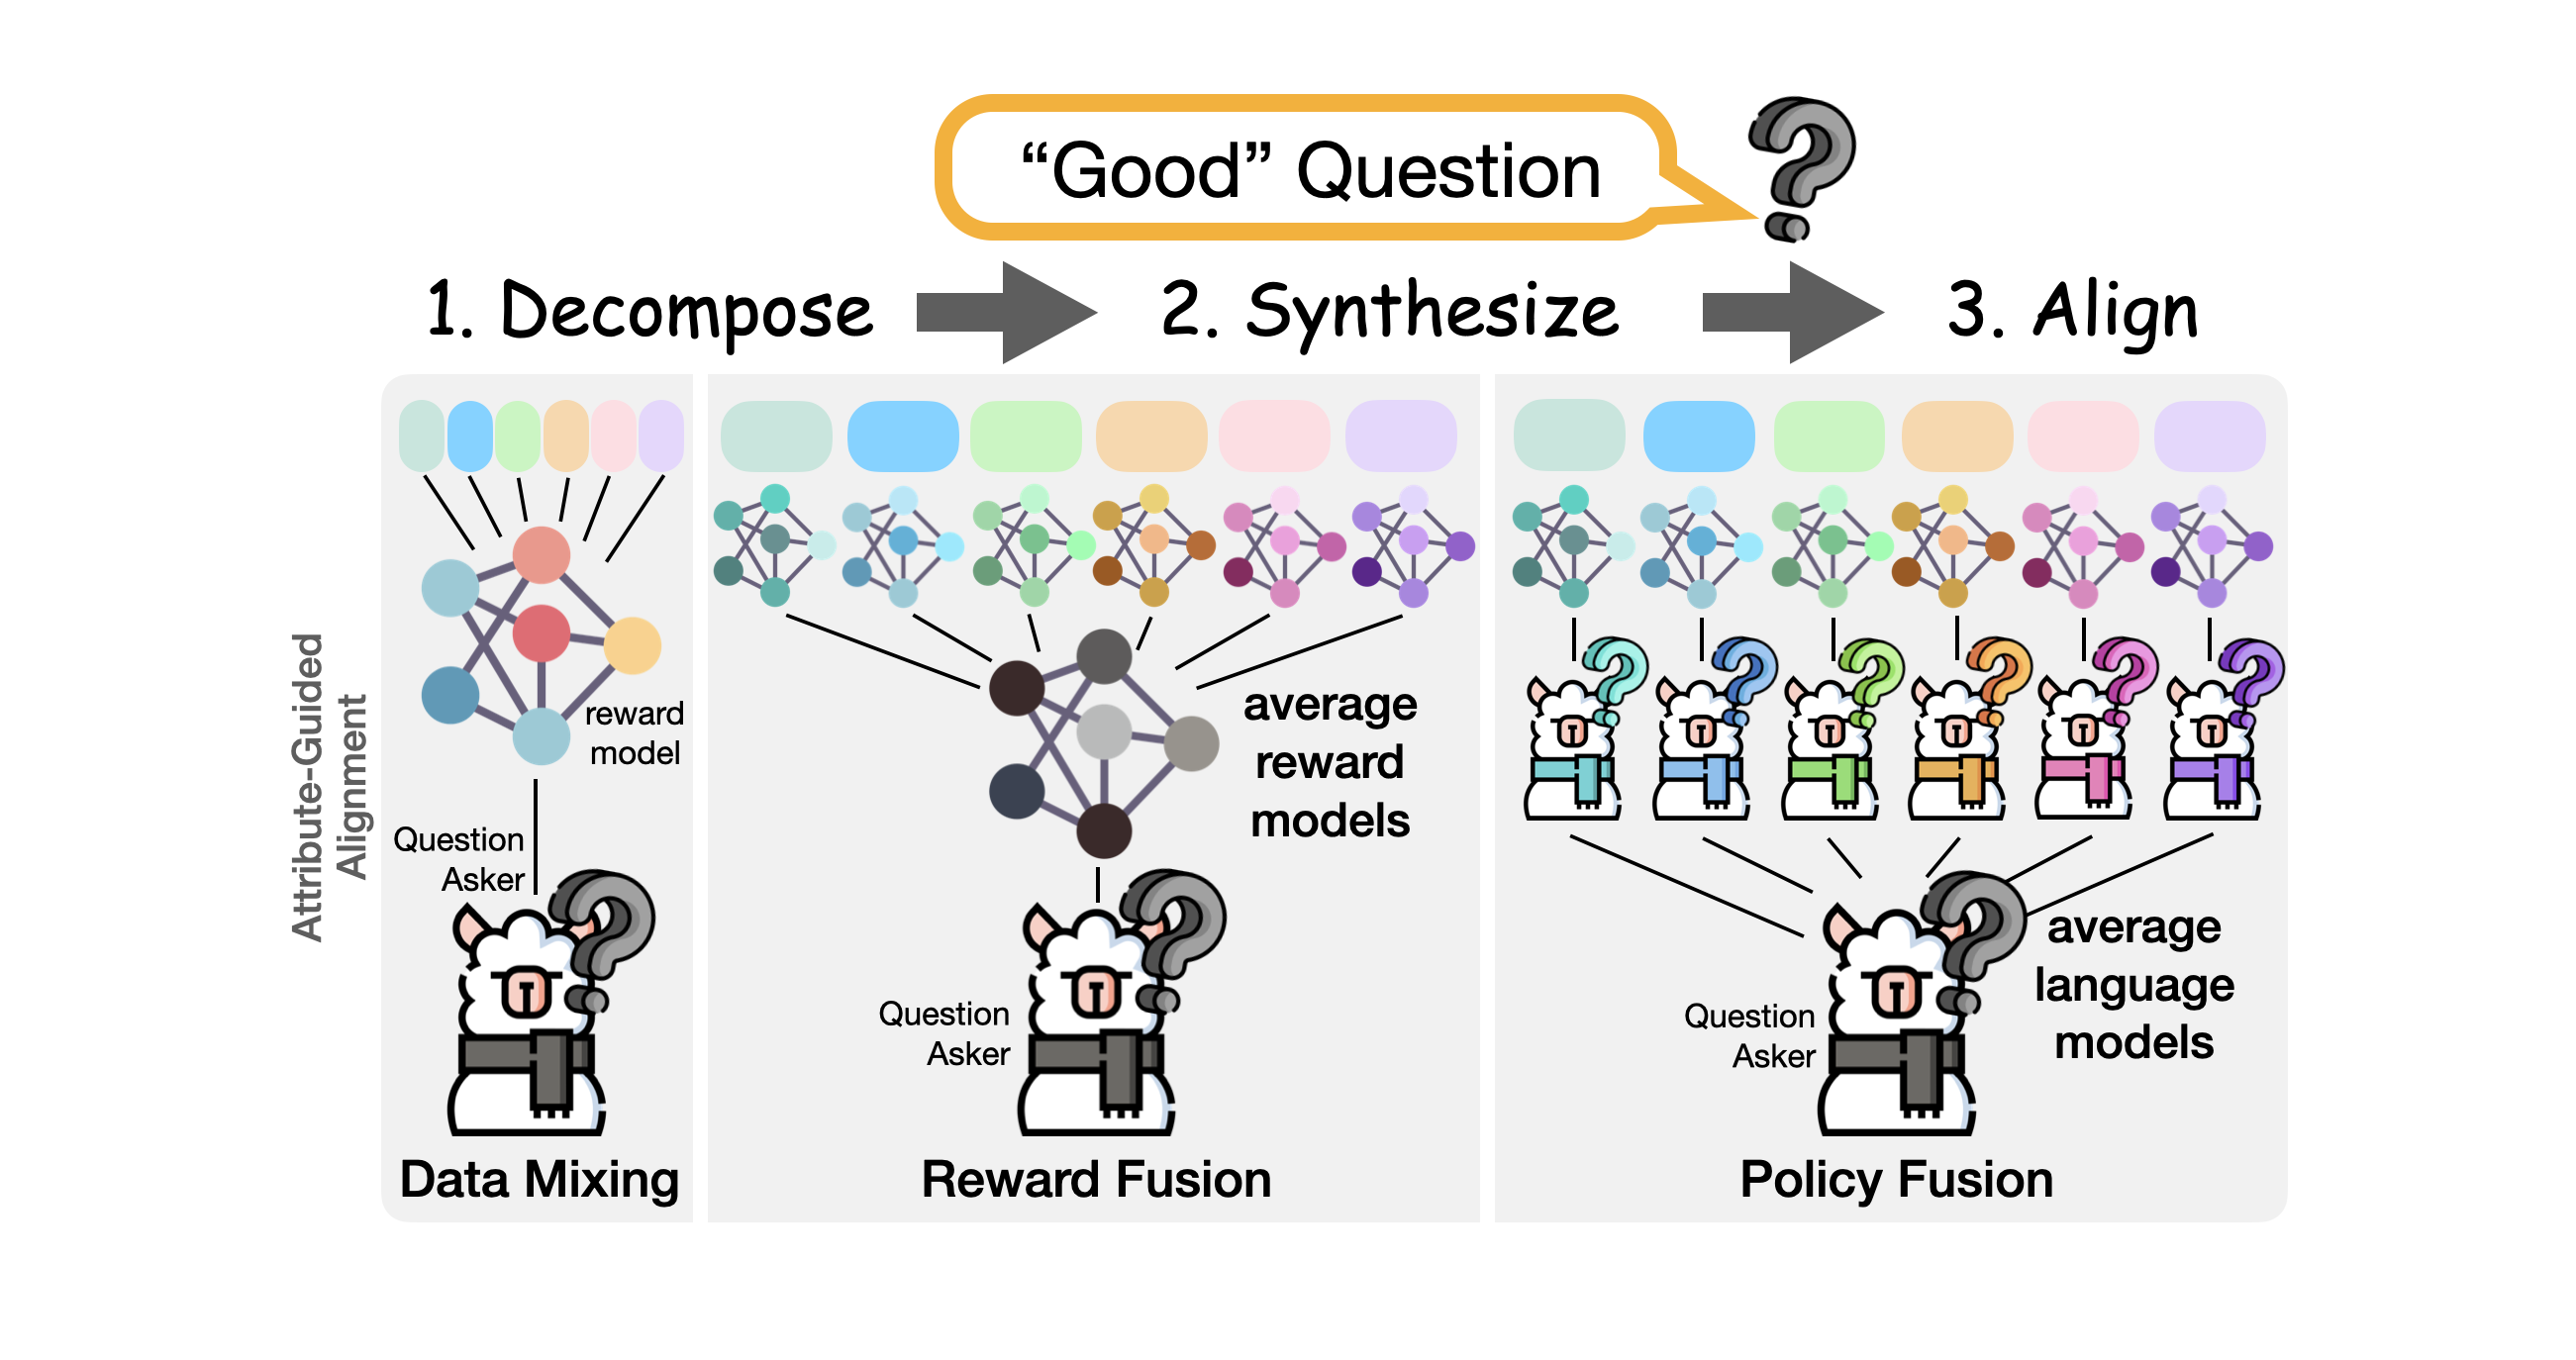 “Good” Question
1. Decompose
2. Synthesize
3. Align
Attribute-Guided
Alignment
reward
model
Question
Asker
Data Mixing
average
reward
models
Question
Asker
Reward Fusion
average
language
models
Question
Asker
Policy Fusion